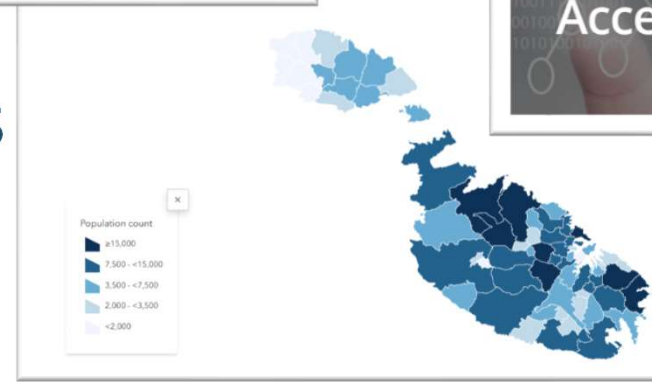 Acce
s
×
Population count
≥15,000
7,500 - <15,000
3,500 - <7,500
2,000 - <3,500
<2,000